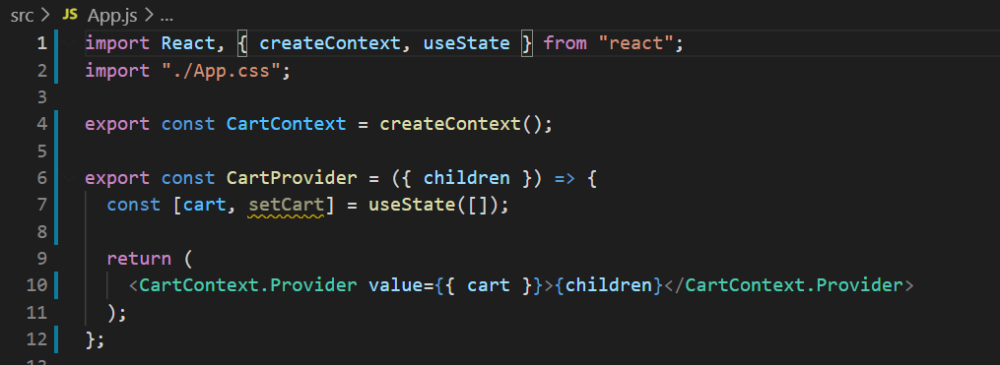 src > JS App.js > ...
1 import React, { createContext, useState } from "react";
2 import "./App.css";
3
4 export const CartContext = createContext();
5
6 export const CartProvider = ({ children }) => {
7 const [cart, setCart] = useState([]);
8
9 return (
10 <CartContext.Provider value={{ cart }}>{children}</CartContext.Provider>
11 );
12 };